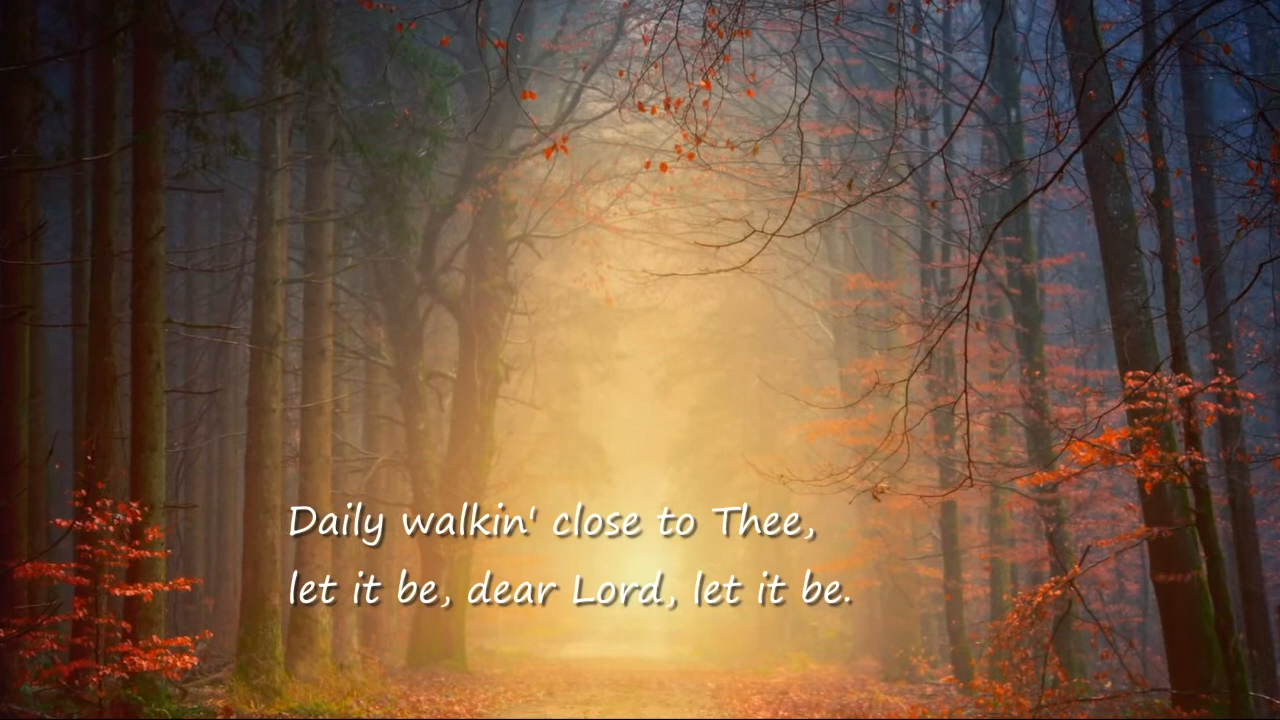 Daily walkin' close to Thee,
let it be, dear Lord, let it be.